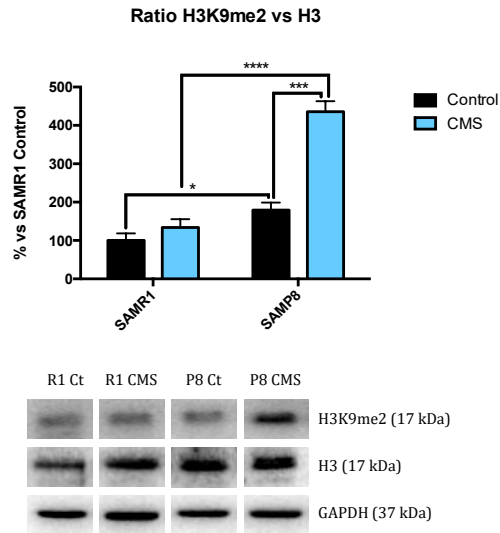 Ratio H3K9me2 vs H3
% vs SAMR1 Control
500
400
300
200
100
0
****
***
*
Control
CMS
SAMR1
SAMP8
R1 Ct R1 CMS P8 Ct P8 CMS
H3K9me2 (17 kDa)
H3 (17 kDa)
GAPDH (37 kDa)